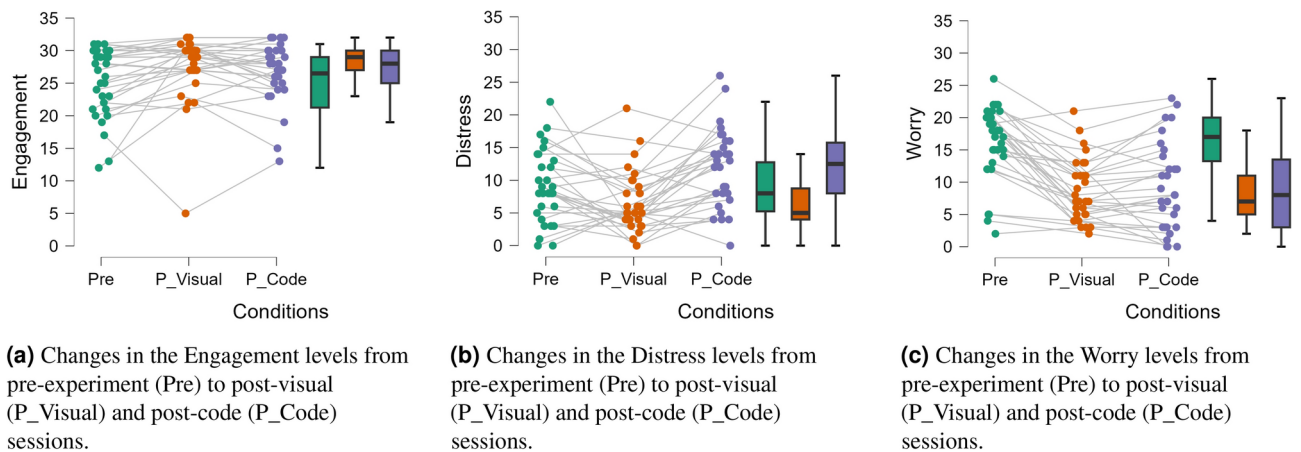 35
30
25
20
15
10
5
0
Engagement
Pre P_Visual P_Code
Conditions
35
30
25
20
15
10
5
0
Distress
Pre P_Visual P_Code
Conditions
35
30
25
20
15
10
5
0
Worry
Pre P_Visual P_Code
Conditions
(a) Changes in the Engagement levels from
pre-experiment (Pre) to post-visual
(P_Visual) and post-code (P_Code)
sessions.
(b) Changes in the Distress levels from
pre-experiment (Pre) to post-visual
(P_Visual) and post-code (P_Code)
sessions.
(c) Changes in the Worry levels from
pre-experiment (Pre) to post-visual
(P_Visual) and post-code (P_Code)
sessions.